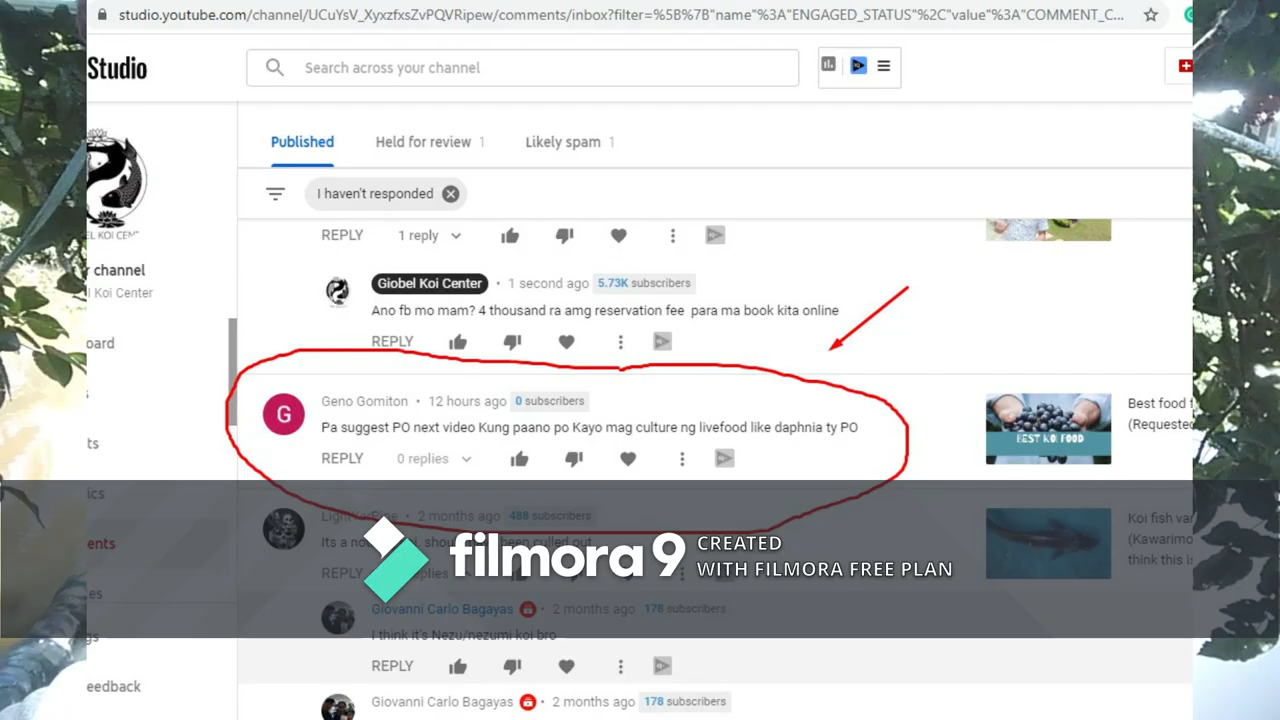 studio.youtube.com/channel/UCuYsV_XyxzfxsZvPQVRipew/comments/inbox?filter=%5B%7B"name"%3A"ENGAGED_STATUS"%2C"value"%3A"COMMENT_C...
Studio
Search across your channel
Published
Held for review 1
Likely spam 1
I haven't responded
REPLY 1 reply
EL KOI CENT
r channel
l Koi Center
Giobel Koi Center • 1 second ago 5.73K subscribers
Ano fb mo mam? 4 thousand ra amg reservation fee para ma book kita online
REPLY
oard
G
Geno Gomiton • 12 hours ago 0 subscribers
Pa suggest PO next video Kung paano po Kayo mag culture ng livefood like daphnia ty PO
REPLY 0 replies
BEST KOI FOOD
Best food f
(Requested
ts
ics
2 months ago 488 subscribers
Its a
been culled out
REPLY
Koi fish var
(Kawarimo
think this is
ents
filmora 9 CREATED
WITH FILMORA FREE PLAN
es
Giovanni Carlo Bagayas • 2 months ago 178 subscribers
I think it's Nezu/nezumi koi bro
gs
REPLY
eedback
Giovanni Carlo Bagayas • 2 months ago 178 subscribers